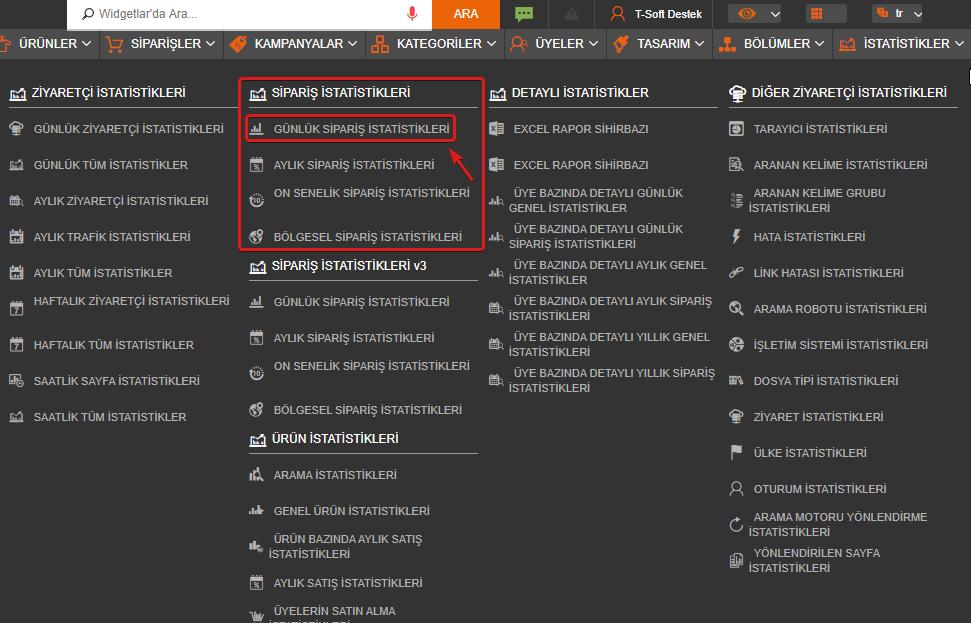 Widgetlar'da Ara...
ARA
T-Soft Destek
tr
ÜRÜNLER
SİPARİŞLER
KAMPANYALAR
KATEGORİLER
ÜYELER
TASARIM
BÖLÜMLER
İSTATİSTİKLER
ZİYARETÇİ İSTATİSTİKLERİ
GÜNLÜK ZİYARETÇİ İSTATİSTİKLERİ
GÜNLÜK TÜM İSTATİSTİKLER
AYLIK ZİYARETÇİ İSTATİSTİKLERİ
AYLIK TRAFİK İSTATİSTİKLERİ
AYLIK TÜM İSTATİSTİKLER
HAFTALIK ZİYARETÇİ İSTATİSTİKLERİ
HAFTALIK TÜM İSTATİSTİKLER
SAATLİK SAYFA İSTATİSTİKLERİ
SAATLİK TÜM İSTATİSTİKLER
SİPARİŞ İSTATİSTİKLERİ
GÜNLÜK SİPARİŞ İSTATİSTİKLERİ
AYLIK SİPARİŞ İSTATİSTİKLERİ
ON SENELİK SİPARİŞ İSTATİSTİKLERİ
BÖLGESEL SİPARİŞ İSTATİSTİKLERİ
SİPARİŞ İSTATİSTİKLERİ v3
GÜNLÜK SİPARİŞ İSTATİSTİKLERİ
AYLIK SİPARİŞ İSTATİSTİKLERİ
ON SENELİK SİPARİŞ İSTATİSTİKLERİ
BÖLGESEL SİPARİŞ İSTATİSTİKLERİ
ÜRÜN İSTATİSTİKLERİ
ARAMA İSTATİSTİKLERİ
GENEL ÜRÜN İSTATİSTİKLERİ
ÜRÜN BAZINDA AYLIK SATIŞ
İSTATİSTİKLERİ
AYLIK SATIŞ İSTATİSTİKLERİ
ÜYELERİN SATIN ALMA
DETAYLI İSTATİSTİKLER
EXCEL RAPOR SİHİRBAZI
EXCEL RAPOR SİHİRBAZI
ÜYE BAZINDA DETAYLI GÜNLÜK
GENEL İSTATİSTİKLER
ÜYE BAZINDA DETAYLI GÜNLÜK
SİPARİŞ İSTATİSTİKLERİ
ÜYE BAZINDA DETAYLI AYLIK GENEL
İSTATİSTİKLER
ÜYE BAZINDA DETAYLI AYLIK SİPARİŞ
İSTATİSTİKLERİ
ÜYE BAZINDA DETAYLI YILLIK GENEL
İSTATİSTİKLERİ
ÜYE BAZINDA DETAYLI YILLIK SİPARİŞ
İSTATİSTİKLERİ
DİĞER ZİYARETÇİ İSTATİSTİKLERİ
TARAYICI İSTATİSTİKLERİ
ARANAN KELİME İSTATİSTİKLERİ
ARANAN KELİME GRUBU
İSTATİSTİKLERİ
HATA İSTATİSTİKLERİ
LİNK HATASI İSTATİSTİKLERİ
ARAMA ROBOTU İSTATİSTİKLERİ
İŞLETİM SİSTEMİ İSTATİSTİKLERİ
DOSYA TİPİ İSTATİSTİKLERİ
ZİYARET İSTATİSTİKLERİ
ÜLKE İSTATİSTİKLERİ
OTURUM İSTATİSTİKLERİ
ARAMA MOTORU YÖNLENDİRME
İSTATİSTİKLERİ
YÖNLENDİRİLEN SAYFA
İSTATİSTİKLERİ